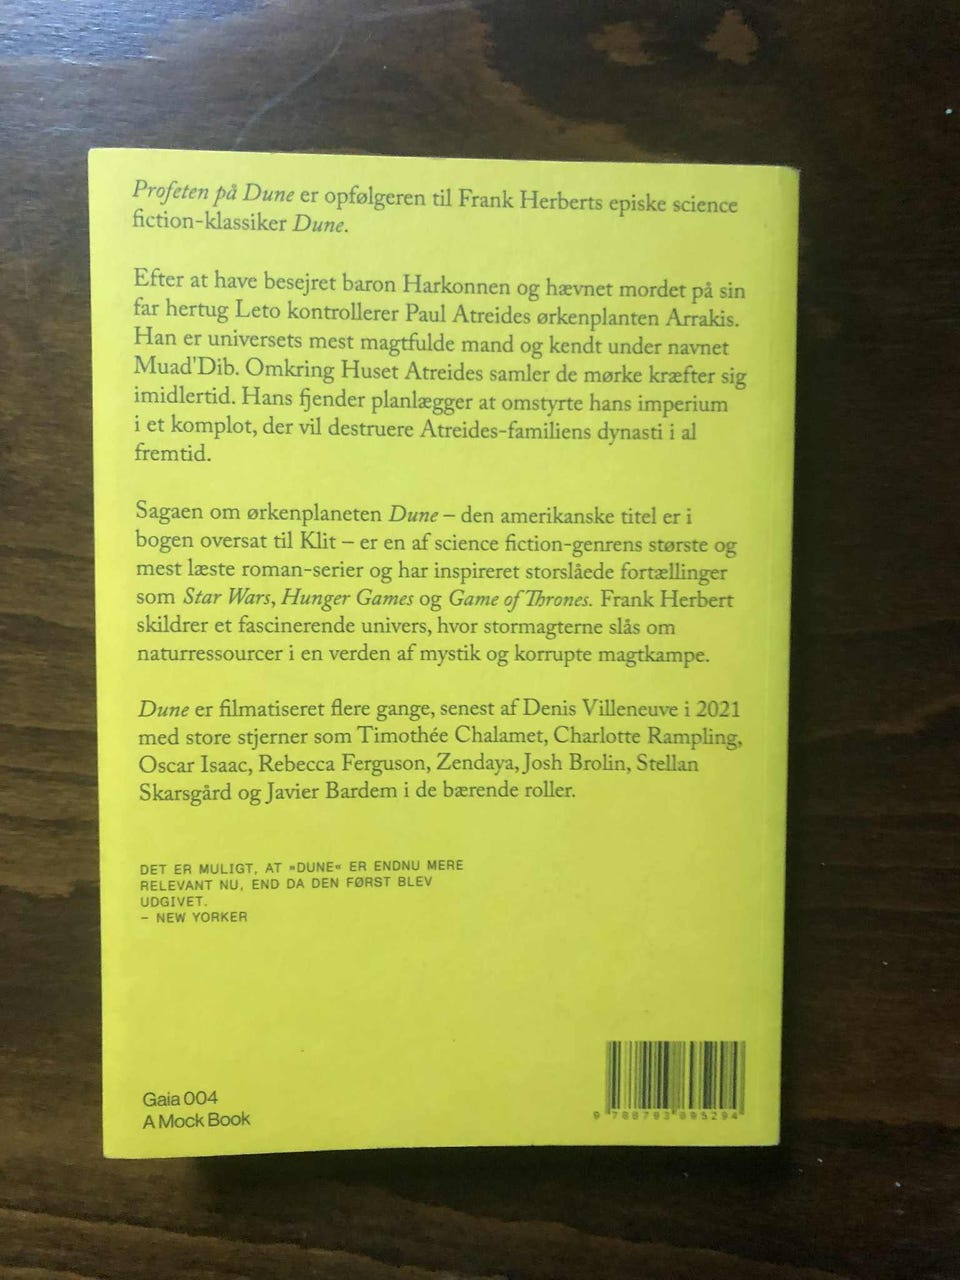 Profeten på Dune er opfølgeren til Frank Herberts episke science
fiction-klassiker Dune.
Efter at have besejret baron Harkonnen og hævnet mordet på sin
far hertug Leto kontrollerer Paul Atreides ørkenplanten Arrakis.
Han er universets mest magtfulde mand og kendt under navnet
Muad'Dib. Omkring Huset Atreides samler de mørke kræfter sig
imidlertid. Hans fjender planlægger at omstyrte hans imperium
i et komplot, der vil destruere Atreides-familiens dynasti i al
fremtid.
Sagaen om ørkenplaneten Dune – den amerikanske titel er i
bogen oversat til Klit – er en af science fiction-genrens største og
mest læste roman-serier og har inspireret storslåede fortællinger
som Star Wars, Hunger Games og Game of Thrones. Frank Herbert
skildrer et fascinerende univers, hvor stormagterne slås om
naturressourcer i en verden af mystik og korrupte magtkampe.
Dune er filmatiseret flere gange, senest af Denis Villeneuve i 2021
med store stjerner som Timothée Chalamet, Charlotte Rampling,
Oscar Isaac, Rebecca Ferguson, Zendaya, Josh Brolin, Stellan
Skarsgård og Javier Bardem i de bærende roller.
DET ER MULIGT, AT »DUNE« ER ENDNU MERE
RELEVANT NU, END DA DEN FØRST BLEV
UDGIVET.
– NEW YORKER
Gaia 004
A Mock Book
9 788793 895294